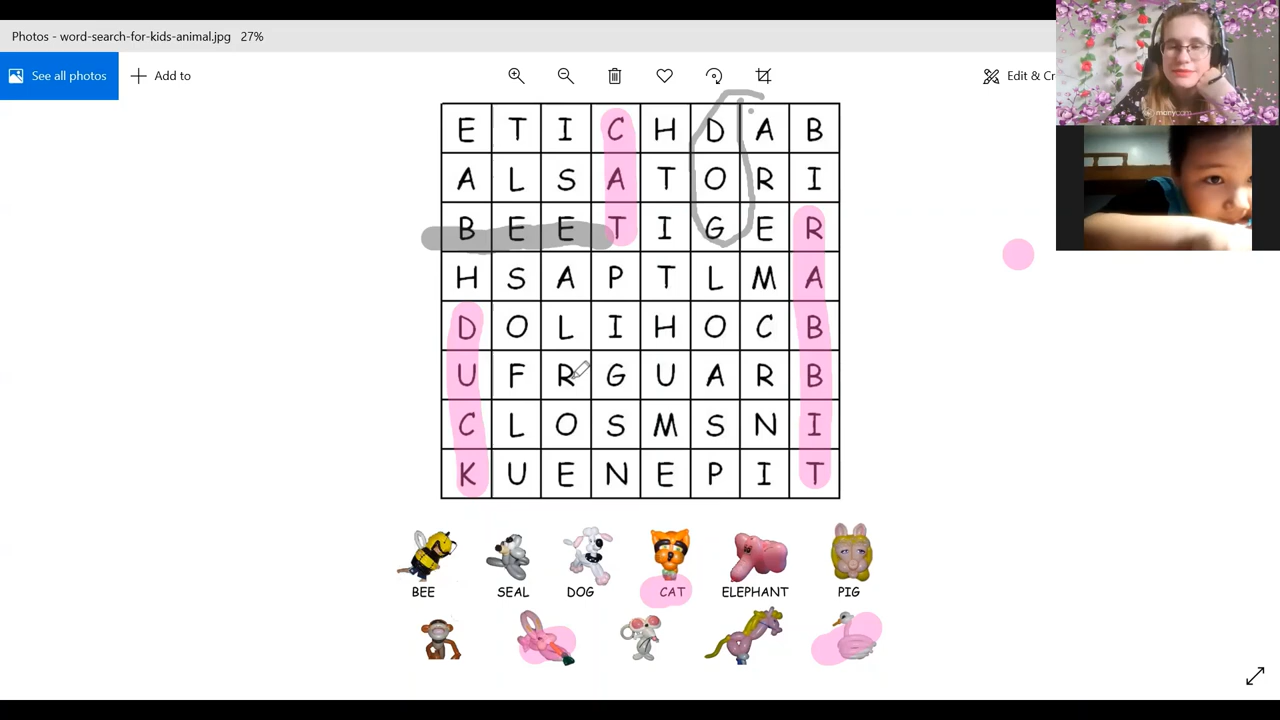 Photos - word-search-for-kids-animal.jpg 27%
See all photos
Add to
Edit & Cr
E T I C H D A B
A L S A T O R I
B E E T I G E R
H S A P T L M A
D O L I H O C B
U F R G U A R B
C L O S M S N I
K U E N E P I T
BEE SEAL DOG CAT ELEPHANT PIG
manycam